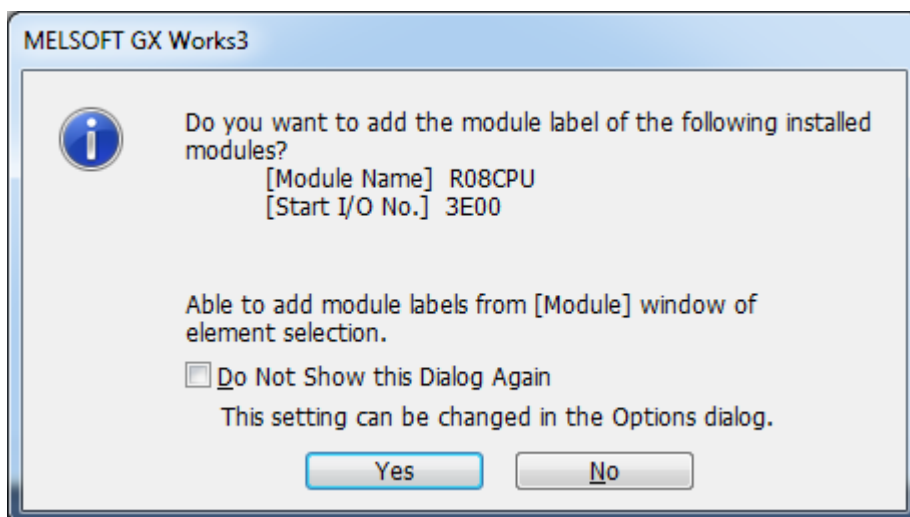 MELSOFT GX Works3
Do you want to add the module label of the following installed
modules?
[Module Name] R08CPU
[Start I/O No.] 3E00
Able to add module labels from [Module] window of
element selection.
Do Not Show this Dialog Again
This setting can be changed in the Options dialog.
Yes No